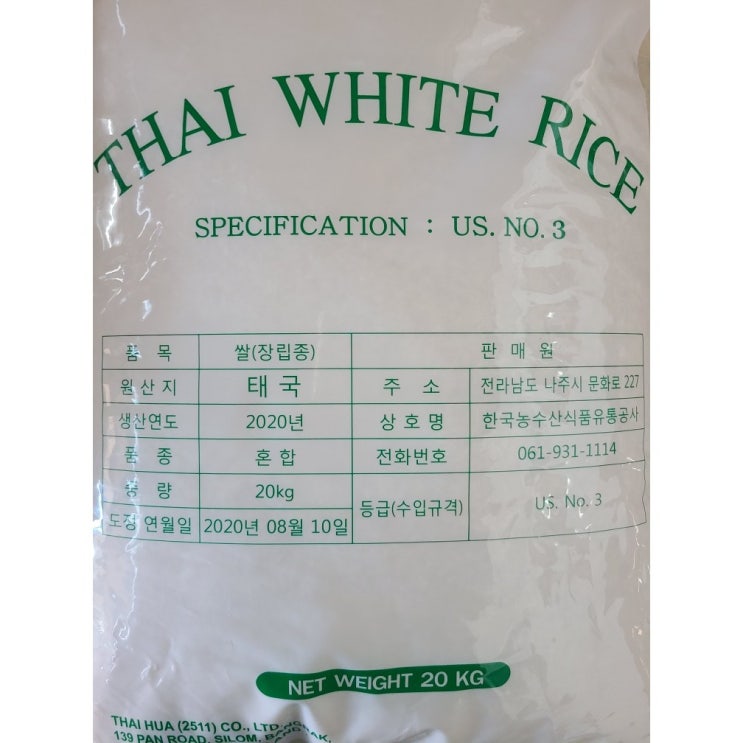 THAI WHITE RICE
SPECIFICATION : US. NO. 3
품 목 쌀(장립종) 판 매 원
원 산 지 태 국 주 소 전라남도 나주시 문화로 227
생산연도 2020년 상 호 명 한국농수산식품유통공사
품 종 혼 합 전화번호 061-931-1114
중 량 20kg 등급(수입규격) US. No. 3
도정 연월일 2020년 08월 10일
NET WEIGHT 20 KG
THAI HUA (2511) CO., LTD.
139 PAN ROAD, SILOM,